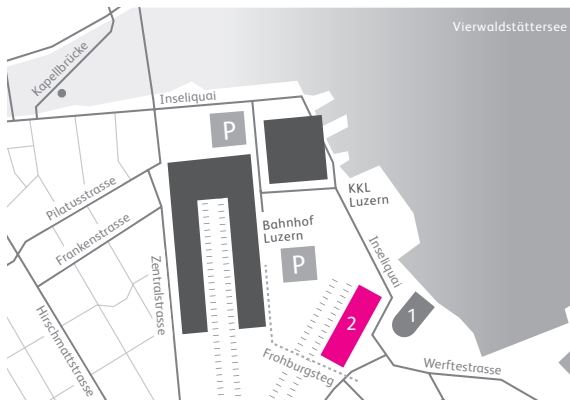 Vierwaldstättersee
Kapellbrücke
Inseliquai
P
KKL
Luzern
Pilatusstrasse
Frankenstrasse
Bahnhof
Luzern
P
Inseliquai
Zentralstrasse
Hirschmattstrasse
1
2
Frohburgsteg
Werftestrasse